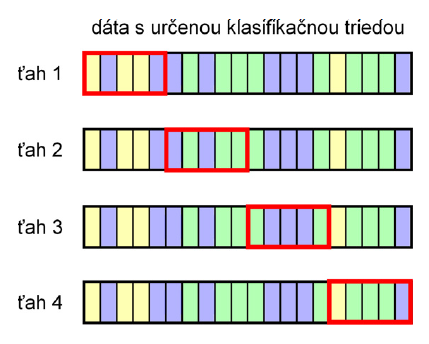 dáta s určenou klasifikačnou triedou
ťah 1
ťah 2
ťah 3
ťah 4